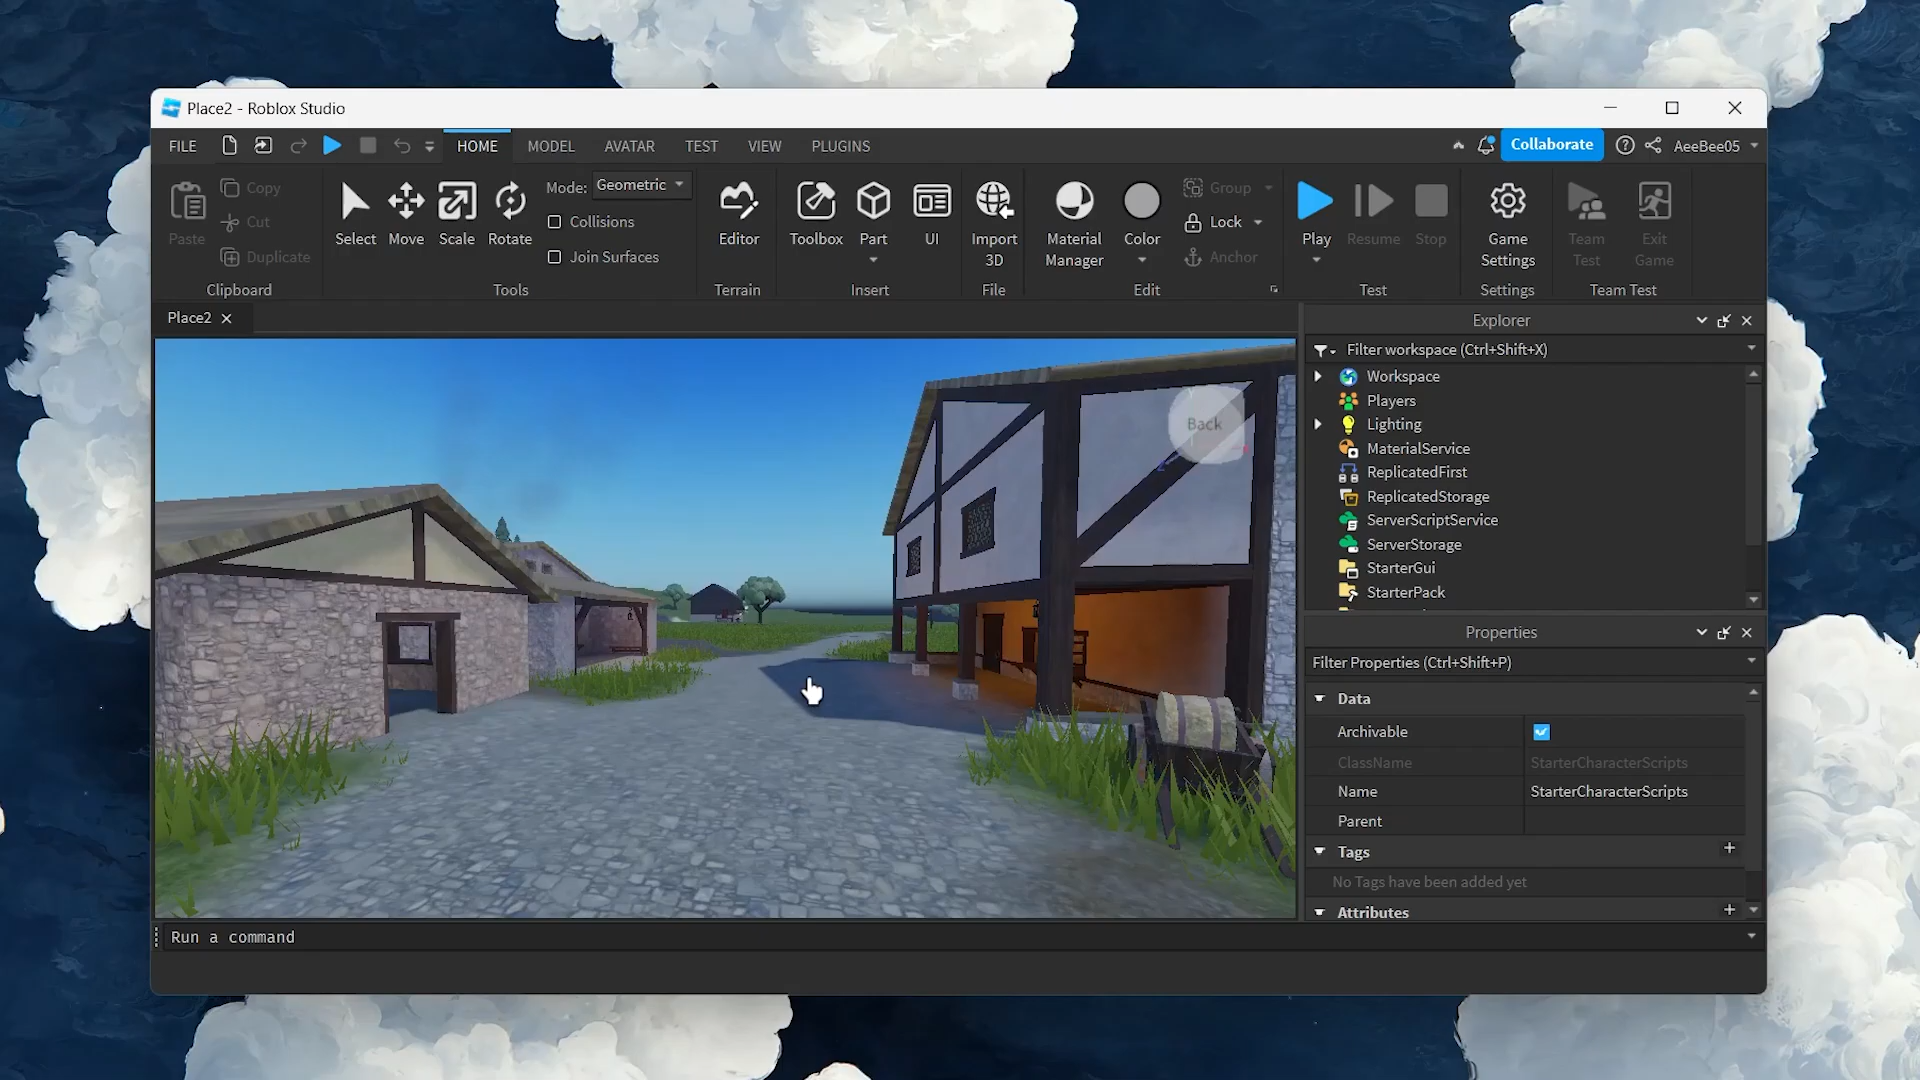 Place2 - Roblox Studio
FILE
HOME
MODEL
AVATAR
TEST
VIEW
PLUGINS
Collaborate
AeeBee05
Paste
Copy
Cut
Duplicate
Clipboard
Select
Move
Scale
Rotate
Mode: Geometric
Collisions
Join Surfaces
Tools
Editor
Terrain
Toolbox
Part
UI
Insert
Import
3D
File
Material
Manager
Color
Group
Lock
Anchor
Edit
Play
Resume
Stop
Test
Game
Settings
Settings
Team
Test
Exit
Game
Team Test
Place2
Back
Explorer
Filter workspace (Ctrl+Shift+X)
Workspace
Players
Lighting
MaterialService
ReplicatedFirst
ReplicatedStorage
ServerScriptService
ServerStorage
StarterGui
StarterPack
Properties
Filter Properties (Ctrl+Shift+P)
Data
Archivable
ClassName StarterCharacterScripts
Name StarterCharacterScripts
Parent
Tags
No Tags have been added yet
Attributes
Run a command